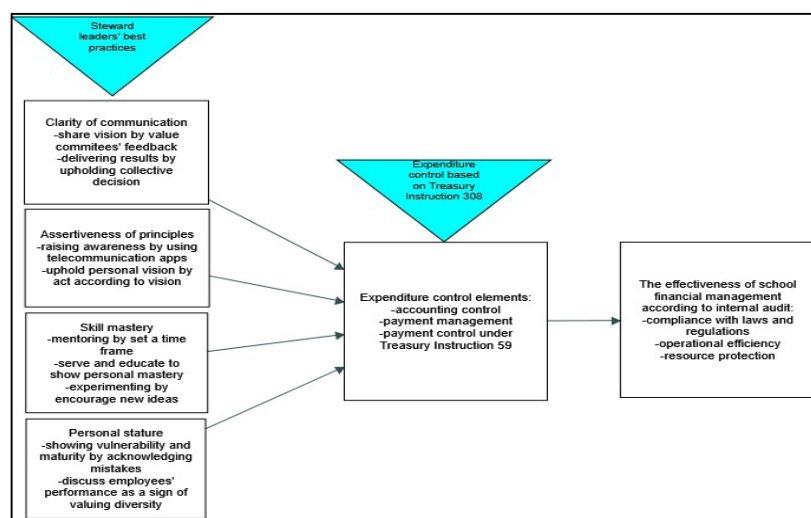 Steward
leaders' best
practices
Clarity of communication
-share vision by value
commitees' feedback
-delivering results by
upholding collective
decision
Assertiveness of principles
-raising awareness by using
telecommunication apps
-uphold personal vision by
act according to vision
Skill mastery
-mentoring by set a time
frame
-serve and educate to
show personal mastery
-experimenting by
encourage new ideas
Personal stature
-showing vulnerability and
maturity by acknowledging
mistakes
-discuss employees'
performance as a sign of
valuing diversity
Expenditure
control based
on Treasury
Instruction 308
Expenditure control elements:
-accounting control
-payment management
-payment control under
Treasury Instruction 59
The effectiveness of school
financial management
according to internal audit:
-compliance with laws and
regulations
-operational efficiency
-resource protection